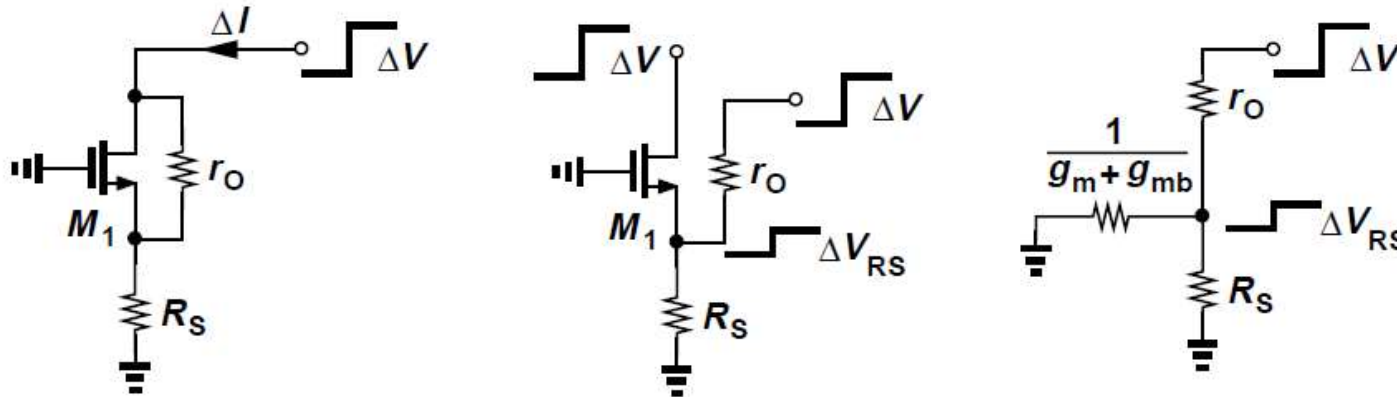 ΔI
ΔV
r_O
M_1
R_S
ΔV
ΔV
r_O
M_1
ΔV_RS
R_S
ΔV
r_O
1
g_m + g_mb
ΔV_RS
R_S